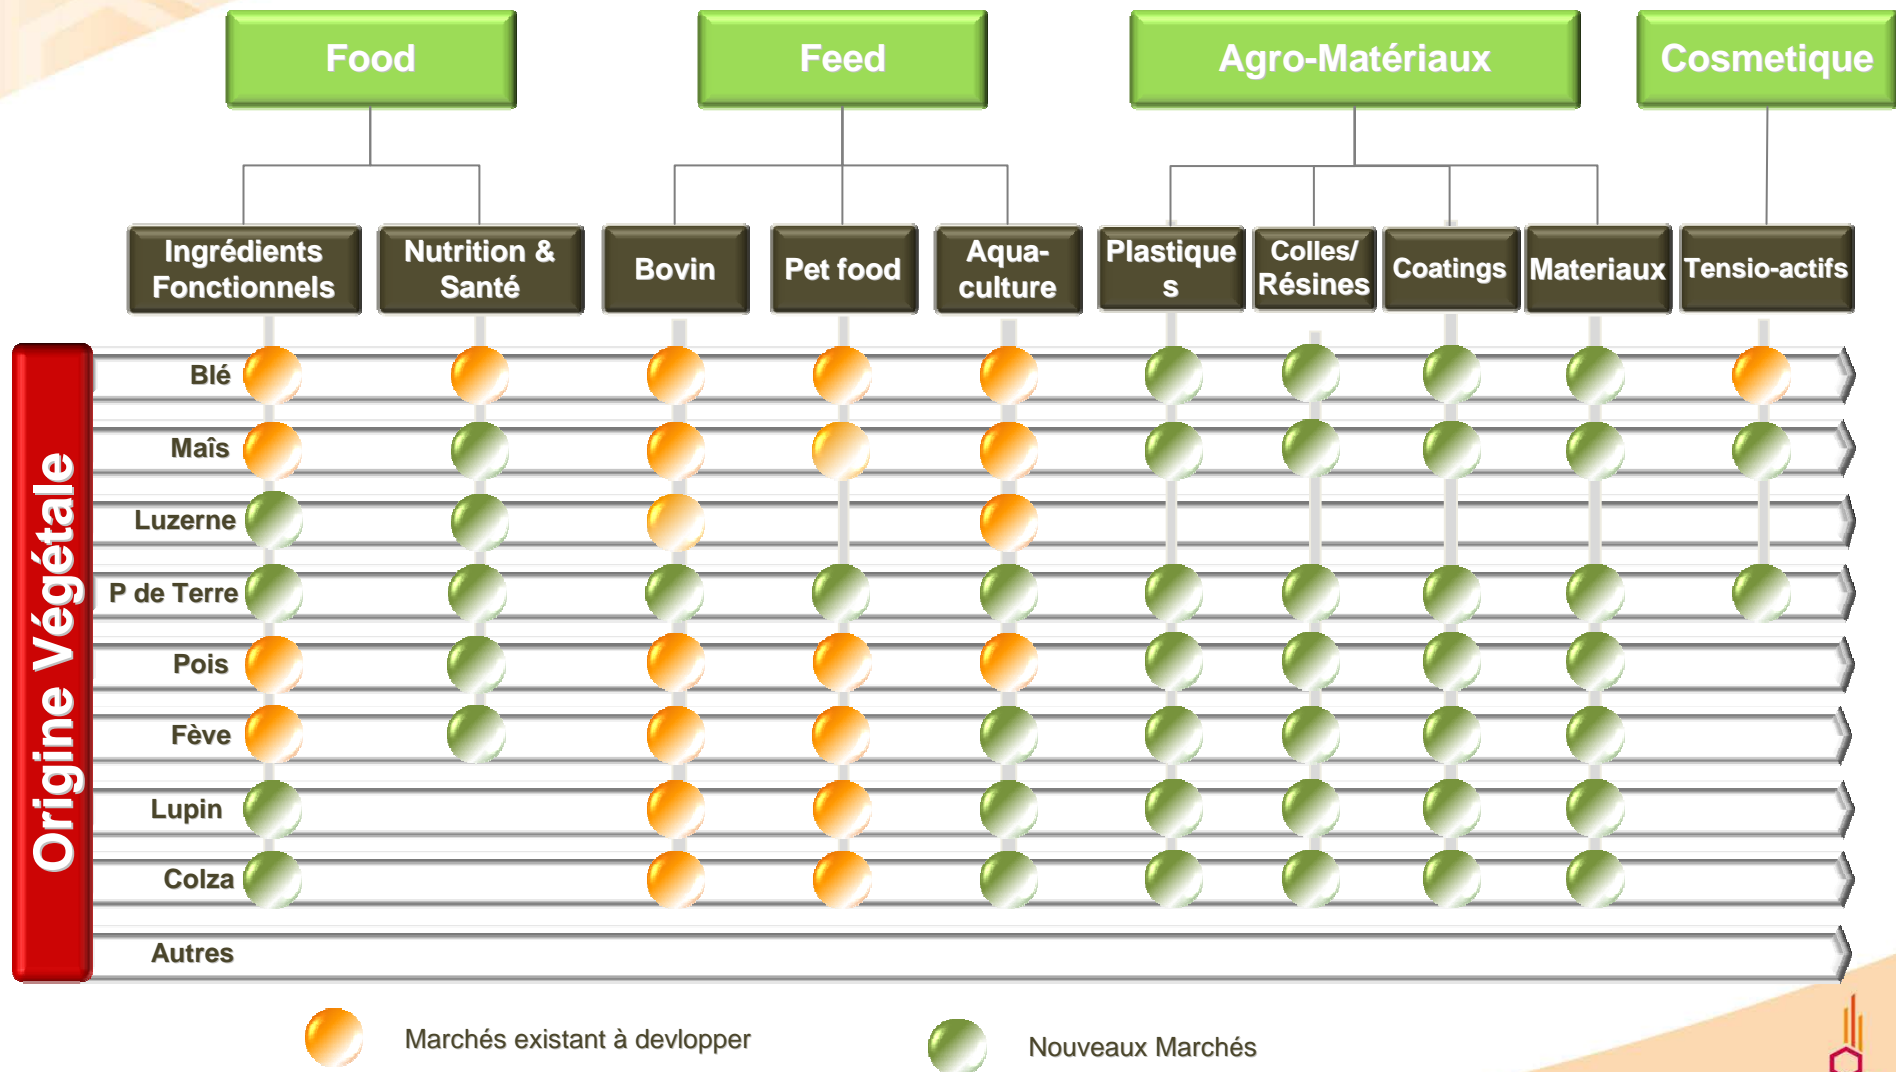 Food
Feed
Agro-Matériaux
Cosmetique
Ingrédients
Fonctionnels
Nutrition &
Santé
Bovin
Pet food
Aqua-
culture
Plastique
s
Colles/
Résines
Coatings
Materiaux
Tensio-actifs
Origine Végétale
Blé
Maîs
Luzerne
P de Terre
Pois
Fève
Lupin
Colza
Autres
Marchés existant à devlopper
Nouveaux Marchés